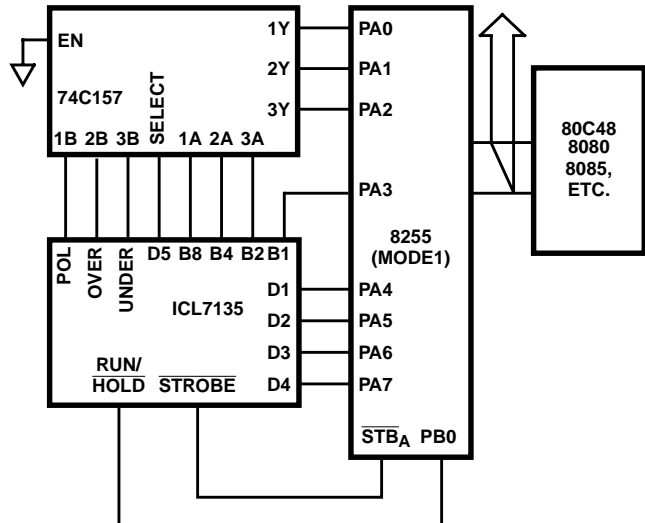 EN
1Y
2Y
3Y
74C157
SELECT
1B 2B 3B 1A 2A 3A
PA0
PA1
PA2
PA3
8255
(MODE1)
PA4
PA5
PA6
PA7
STBA PB0
80C48
8080
8085,
ETC.
POL
OVER
UNDER
D5 B8 B4 B2 B1
ICL7135
D1
D2
D3
D4
RUN/
HOLD STROBE